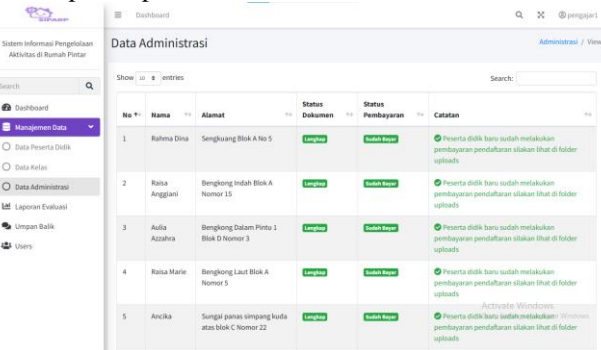 Dashboard
pengajar1
SIPARP
Sistem Informasi Pengelolaan
Aktivitas di Rumah Pintar
Search
Dashboard
Manajemen Data
Data Peserta Didik
Data Kelas
Data Administrasi
Laporan Evaluasi
Umpan Balik
Users
Data Administrasi
Administrasi / View
Show 10 entries
Search:
No Nama Alamat Status Dokumen Status Pembayaran Catatan
1 Rahma Dina Sengkuang Blok A No 5 Lengkap Sudah Bayar Peserta didik baru sudah melakukan
pembayaran pendaftaran silakan lihat di folder
uploads
2 Raisa Anggiani Bengkong Indah Blok A Nomor 15 Lengkap Sudah Bayar Peserta didik baru sudah melakukan
pembayaran pendaftaran silakan lihat di folder
uploads
3 Aulia Azzahra Bengkong Dalam Pintu 1 Blok D Nomor 3 Lengkap Sudah Bayar Peserta didik baru sudah melakukan
pembayaran pendaftaran silakan lihat di folder
uploads
4 Raisa Marie Bengkong Laut Blok A Nomor 5 Lengkap Sudah Bayar Peserta didik baru sudah melakukan
pembayaran pendaftaran silakan lihat di folder
uploads
5 Ancika Sungai panas simpang kuda atas blok C Nomor 22 Lengkap Sudah Bayar Peserta didik baru sudah melakukan
pembayaran pendaftaran silakan lihat di folder
uploads
Activate Windows